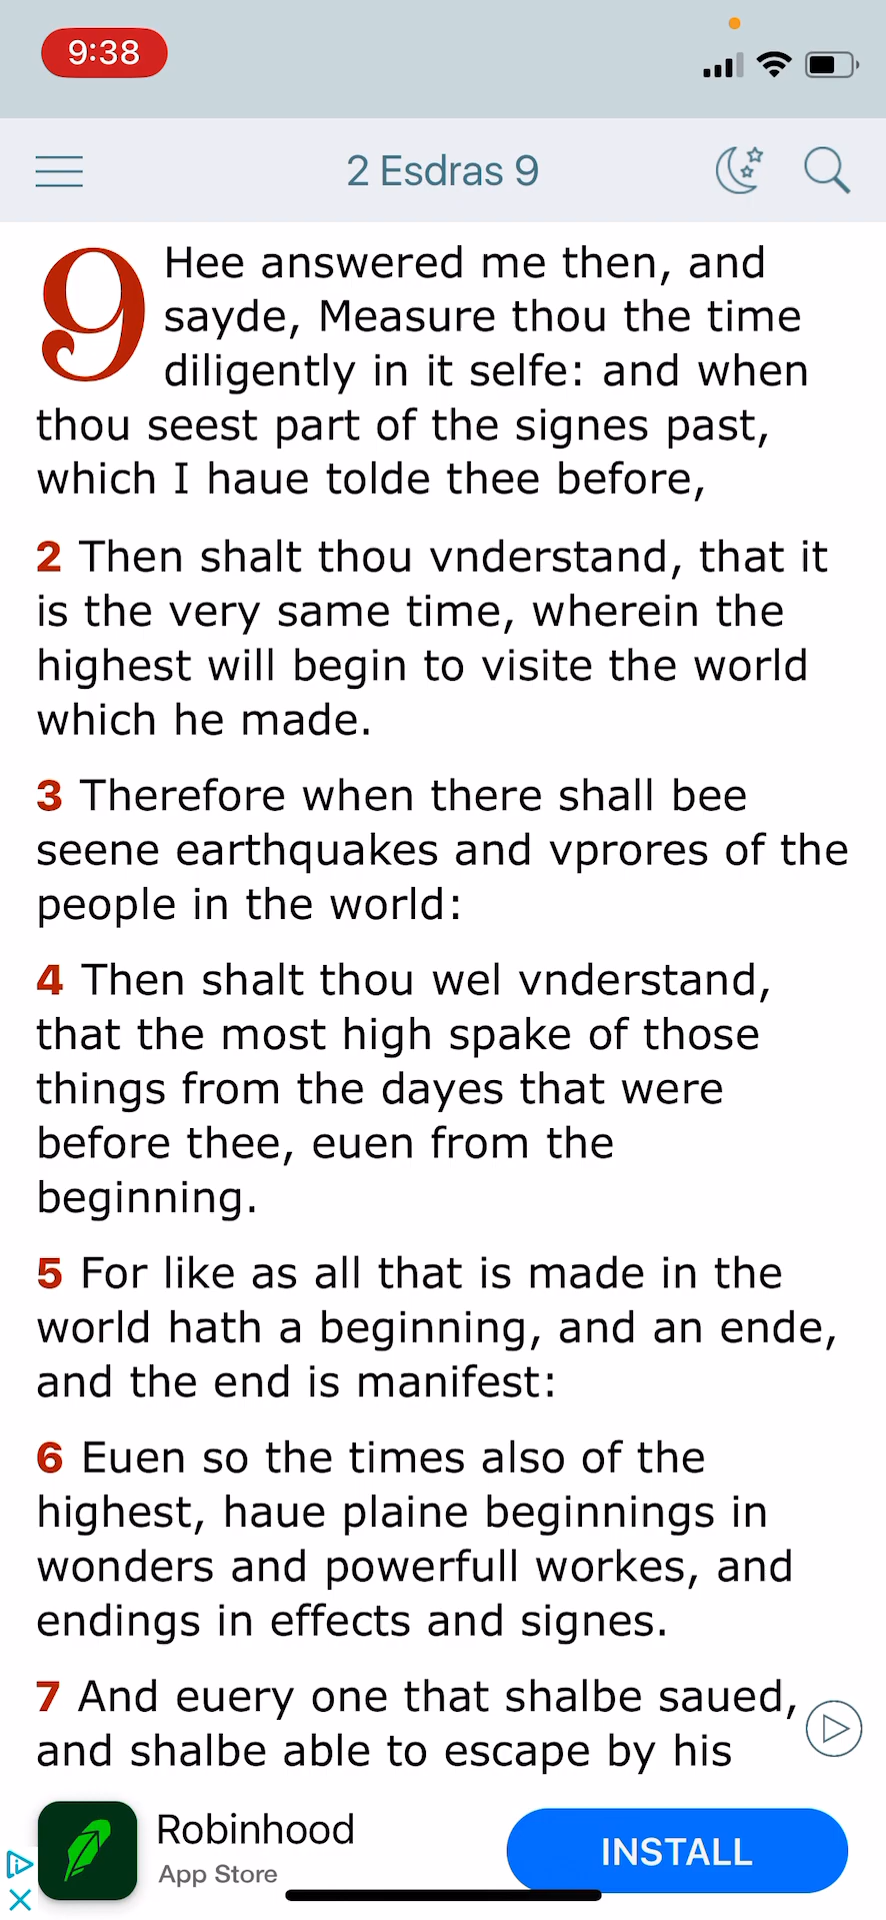 9:38
2 Esdras 9
9 Hee answered me then, and
sayde, Measure thou the time
diligently in it selfe: and when
thou seest part of the signes past,
which I haue tolde thee before,
2 Then shalt thou vnderstand, that it
is the very same time, wherein the
highest will begin to visite the world
which he made.
3 Therefore when there shall bee
seene earthquakes and vprores of the
people in the world:
4 Then shalt thou wel vnderstand,
that the most high spake of those
things from the dayes that were
before thee, euen from the
beginning.
5 For like as all that is made in the
world hath a beginning, and an ende,
and the end is manifest:
6 Euen so the times also of the
highest, haue plaine beginnings in
wonders and powerfull workes, and
endings in effects and signes.
7 And euery one that shalbe saued,
and shalbe able to escape by his
Robinhood
App Store
INSTALL